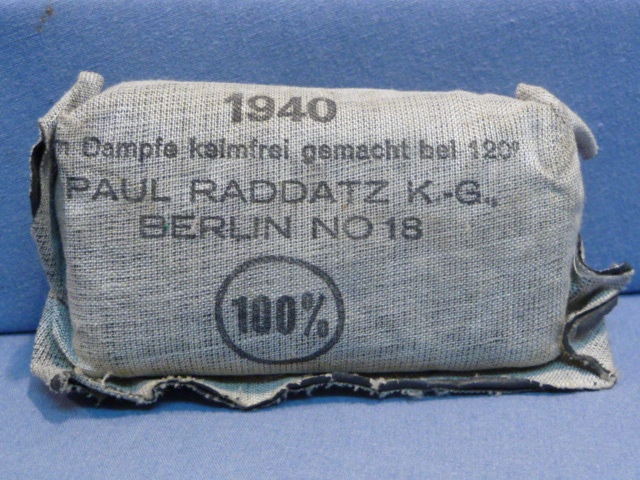 1940
m Dampfe keimfrei gemacht bei 120°
PAUL RADDATZ K.-G.,
BERLIN NO 18
100%